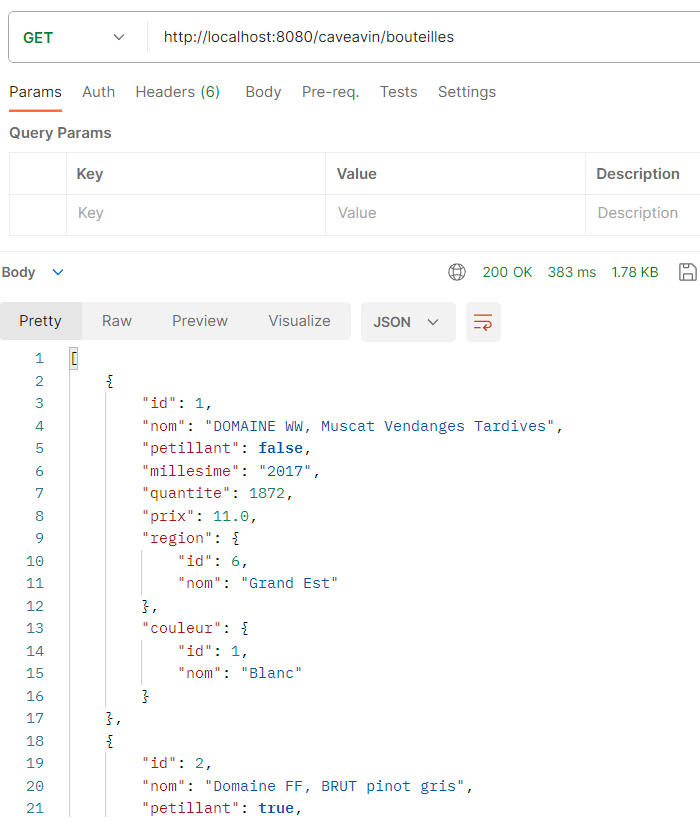 GET http://localhost:8080/caveavin/bouteilles
Params Auth Headers (6) Body Pre-req. Tests Settings
Query Params
Key Value Description
Key Value Description
Body 200 OK 383 ms 1.78 KB
Pretty Raw Preview Visualize JSON
1 [
2 {
3 "id": 1,
4 "nom": "DOMAINE WW, Muscat Vendanges Tardives",
5 "petillant": false,
6 "millesime": "2017",
7 "quantite": 1872,
8 "prix": 11.0,
9 "region": {
10 "id": 6,
11 "nom": "Grand Est"
12 },
13 "couleur": {
14 "id": 1,
15 "nom": "Blanc"
16 }
17 },
18 {
19 "id": 2,
20 "nom": "Domaine FF, BRUT pinot gris",
21 "petillant": true,